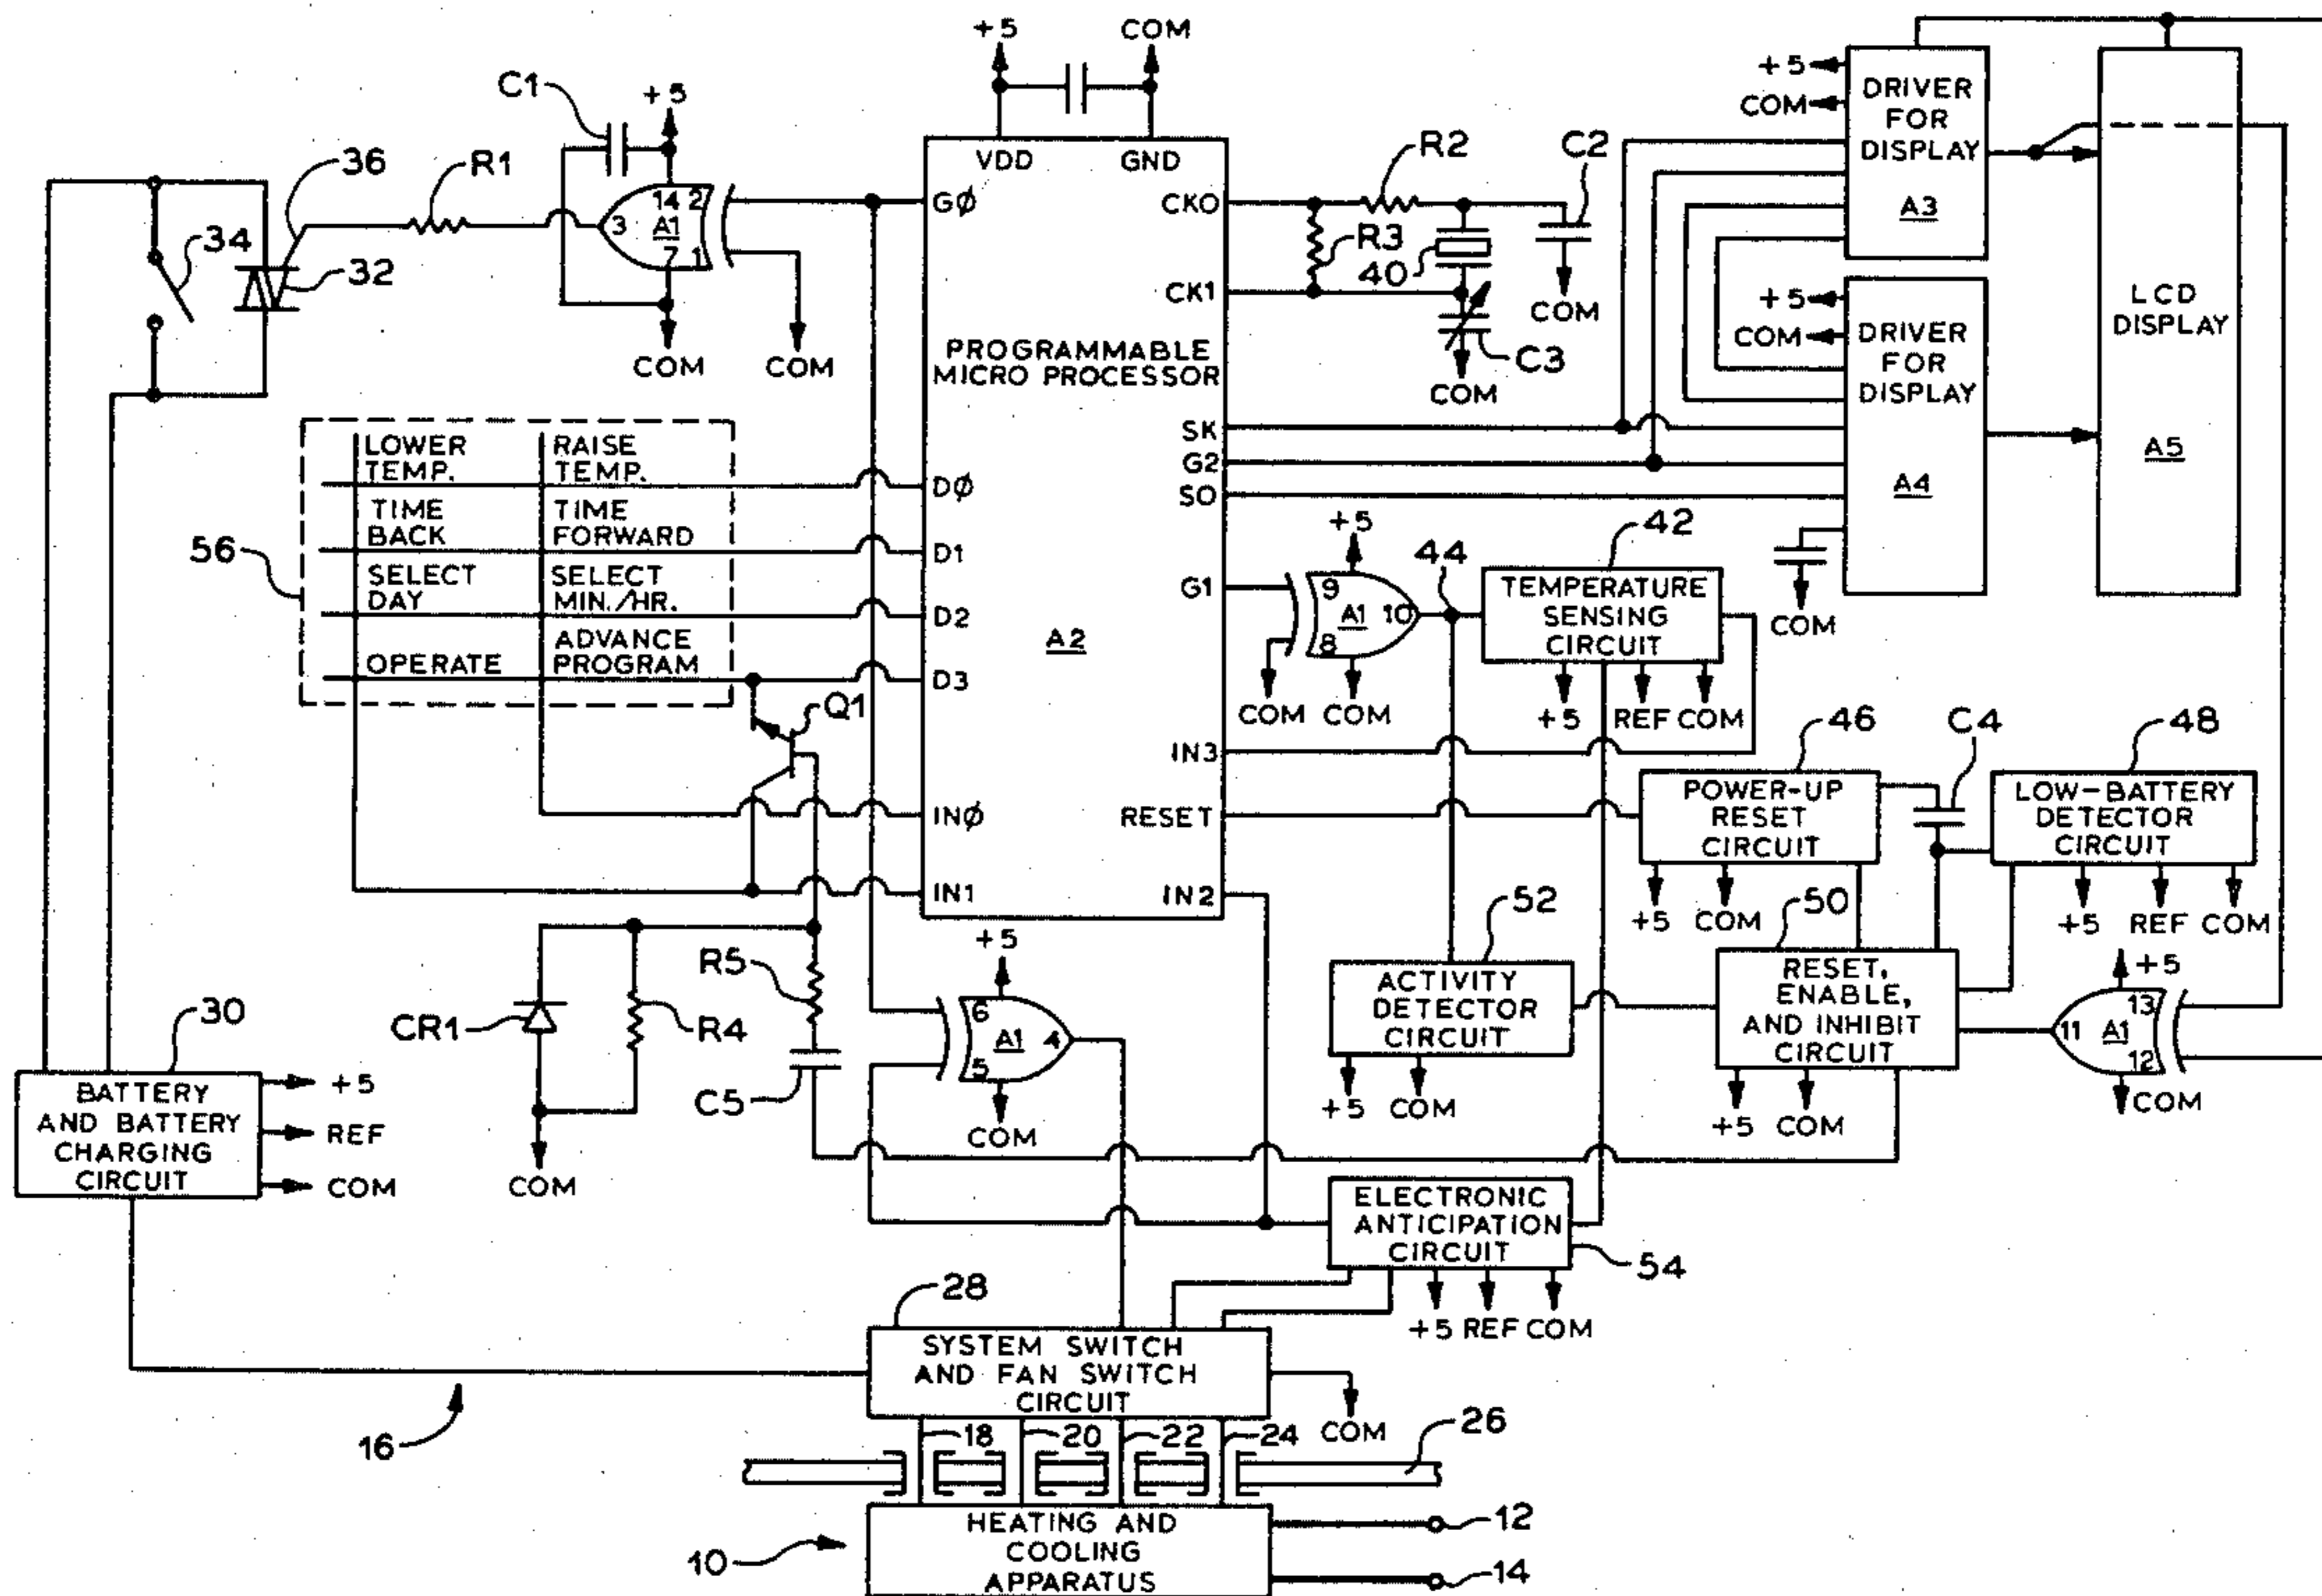 +5
COM
C1
+5
36
R1
34
32
3
14
2
A1
7
1
COM
COM
VDD
GND
GØ
CKO
CK1
R2
C2
R3
40
COM
C3
COM
PROGRAMMABLE
MICRO PROCESSOR
A2
+5
COM
DRIVER
FOR
DISPLAY
A3
+5
COM
DRIVER
FOR
DISPLAY
A4
COM
LCD
DISPLAY
A5
SK
G2
SO
56
LOWER
TEMP.
RAISE
TEMP.
TIME
BACK
TIME
FORWARD
SELECT
DAY
SELECT
MIN./HR.
OPERATE
ADVANCE
PROGRAM
DØ
D1
D2
D3
Q1
INØ
IN1
G1
IN3
RESET
IN2
+5
9
A1
10
8
COM
COM
44
42
TEMPERATURE
SENSING
CIRCUIT
+5
REF
COM
46
POWER-UP
RESET
CIRCUIT
+5
COM
C4
48
LOW-BATTERY
DETECTOR
CIRCUIT
+5
REF
COM
50
RESET,
ENABLE,
AND INHIBIT
CIRCUIT
+5
COM
+5
13
11
A1
12
COM
52
ACTIVITY
DETECTOR
CIRCUIT
+5
COM
CR1
R4
R5
C5
COM
+5
6
A1
4
5
COM
30
BATTERY
AND BATTERY
CHARGING
CIRCUIT
+5
REF
COM
ELECTRONIC
ANTICIPATION
CIRCUIT
54
+5
REF
COM
28
SYSTEM SWITCH
AND FAN SWITCH
CIRCUIT
COM
16
18
20
22
24
26
10
HEATING AND
COOLING
APPARATUS
12
14